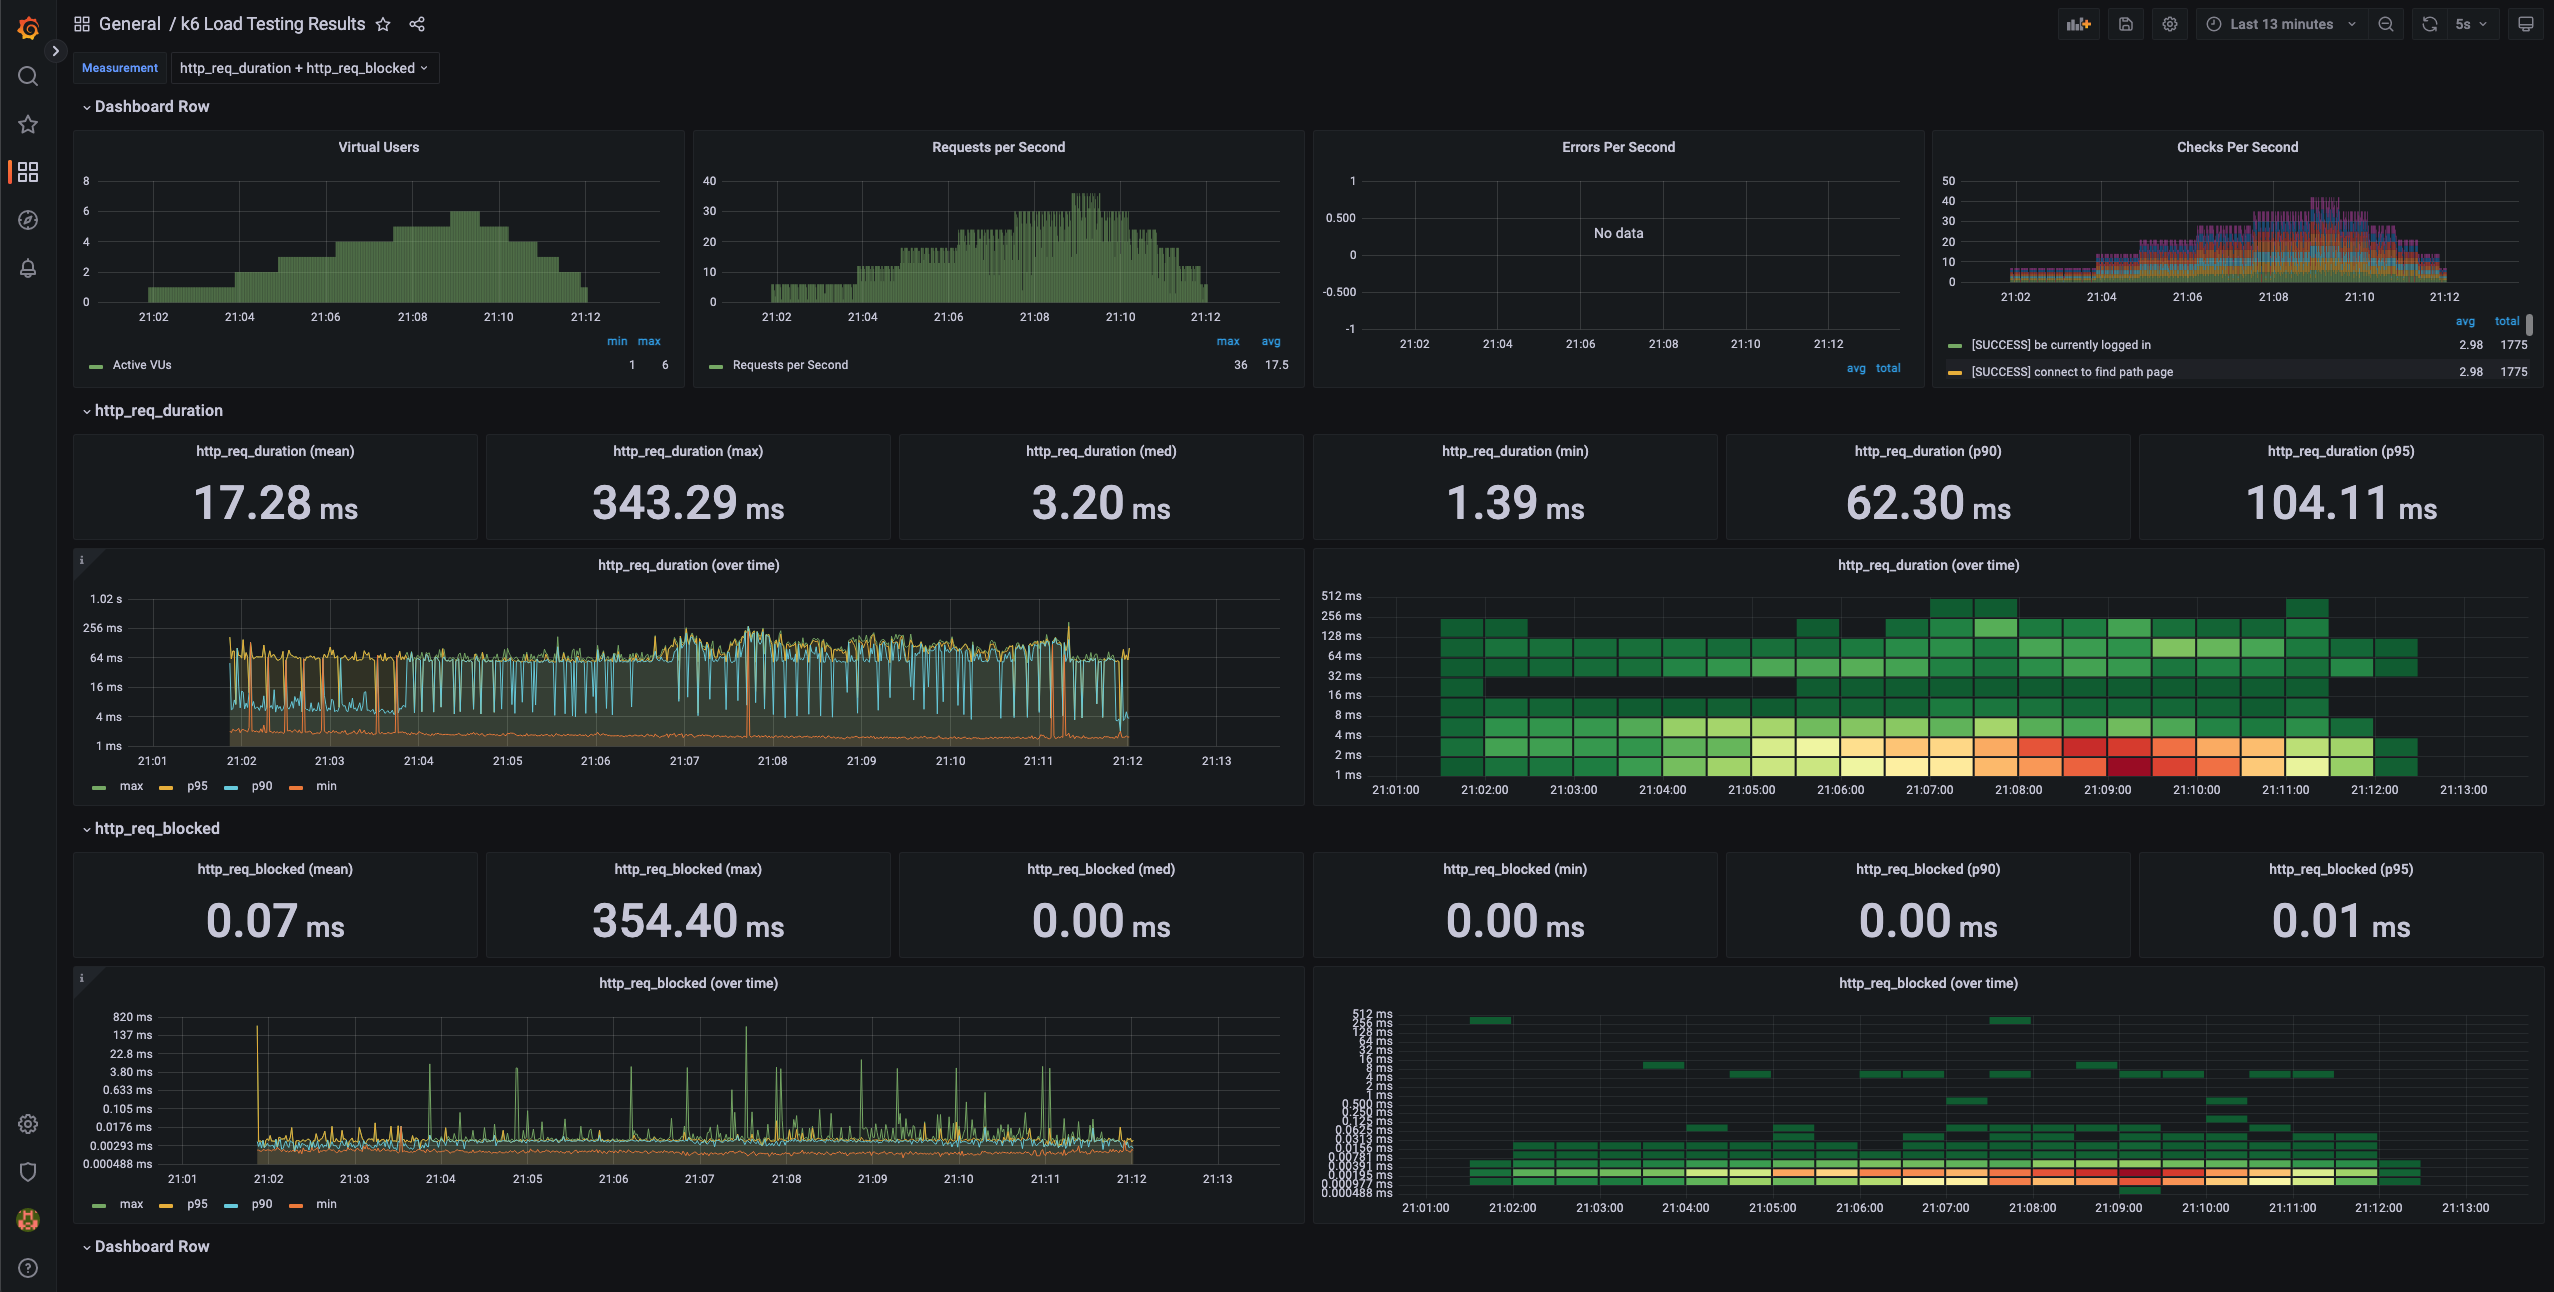 General / k6 Load Testing Results
Last 13 minutes
5s
Measurement
http_req_duration + http_req_blocked
Dashboard Row
Virtual Users
8
6
4
2
0
21:02 21:04 21:06 21:08 21:10 21:12
min max
Active VUs 1 6
Requests per Second
40
30
20
10
0
21:02 21:04 21:06 21:08 21:10 21:12
max avg
Requests per Second 36 17.5
Errors Per Second
1
0.500
0
-0.500
-1
No data
21:02 21:04 21:06 21:08 21:10 21:12
avg total
Checks Per Second
50
40
30
20
10
0
21:02 21:04 21:06 21:08 21:10 21:12
avg total
[SUCCESS] be currently logged in 2.98 1775
[SUCCESS] connect to find path page 2.98 1775
http_req_duration
http_req_duration (mean)
17.28 ms
http_req_duration (max)
343.29 ms
http_req_duration (med)
3.20 ms
http_req_duration (min)
1.39 ms
http_req_duration (p90)
62.30 ms
http_req_duration (p95)
104.11 ms
i
http_req_duration (over time)
1.02 s
256 ms
64 ms
16 ms
4 ms
1 ms
21:01 21:02 21:03 21:04 21:05 21:06 21:07 21:08 21:09 21:10 21:11 21:12 21:13
max p95 p90 min
http_req_duration (over time)
512 ms
256 ms
128 ms
64 ms
32 ms
16 ms
8 ms
4 ms
2 ms
1 ms
21:01:00 21:02:00 21:03:00 21:04:00 21:05:00 21:06:00 21:07:00 21:08:00 21:09:00 21:10:00 21:11:00 21:12:00 21:13:00
http_req_blocked
http_req_blocked (mean)
0.07 ms
http_req_blocked (max)
354.40 ms
http_req_blocked (med)
0.00 ms
http_req_blocked (min)
0.00 ms
http_req_blocked (p90)
0.00 ms
http_req_blocked (p95)
0.01 ms
i
http_req_blocked (over time)
820 ms
137 ms
22.8 ms
3.80 ms
0.633 ms
0.105 ms
0.0176 ms
0.00293 ms
0.000488 ms
21:01 21:02 21:03 21:04 21:05 21:06 21:07 21:08 21:09 21:10 21:11 21:12 21:13
max p95 p90 min
http_req_blocked (over time)
512 ms
256 ms
128 ms
64 ms
32 ms
16 ms
8 ms
4 ms
2 ms
1 ms
0.500 ms
0.250 ms
0.125 ms
0.0625 ms
0.0313 ms
0.0156 ms
0.00781 ms
0.00391 ms
0.00195 ms
0.000977 ms
0.000488 ms
21:01:00 21:02:00 21:03:00 21:04:00 21:05:00 21:06:00 21:07:00 21:08:00 21:09:00 21:10:00 21:11:00 21:12:00 21:13:00
Dashboard Row